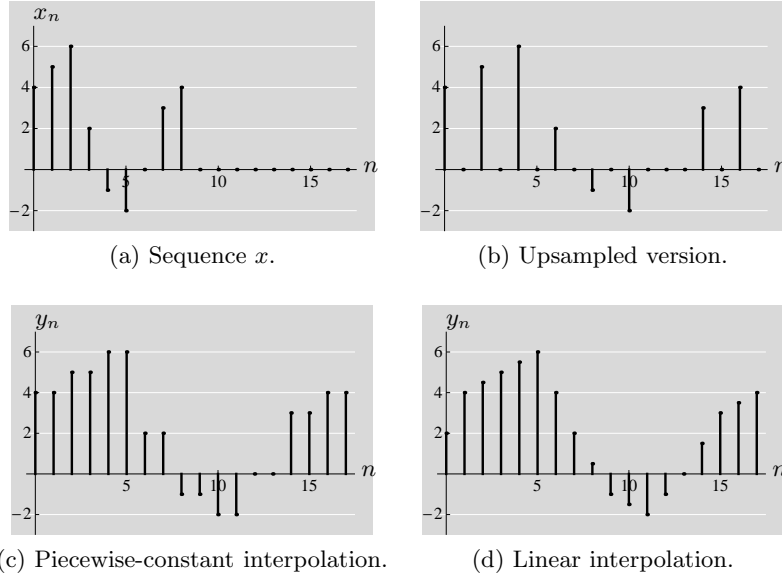 x_n
6
4
2
5 10 15 n
−2
(a) Sequence x.
6
4
2
5 10 15
−2
(b) Upsampled version.
y_n
6
4
2
5 10 15 n
−2
(c) Piecewise-constant interpolation.
y_n
6
4
2
5 10 15 n
−2
(d) Linear interpolation.